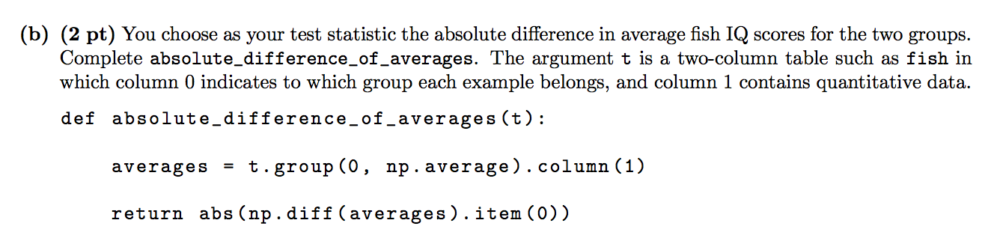 (b) (2 pt) You choose as your test statistic the absolute difference in average fish IQ scores for the two groups.
Complete absolute_difference_of_averages. The argument t is a two-column table such as fish in
which column 0 indicates to which group each example belongs, and column 1 contains quantitative data.
def absolute_difference_of_averages(t):
averages = t.group(0, np.average).column(1)
return abs(np.diff(averages).item(0))